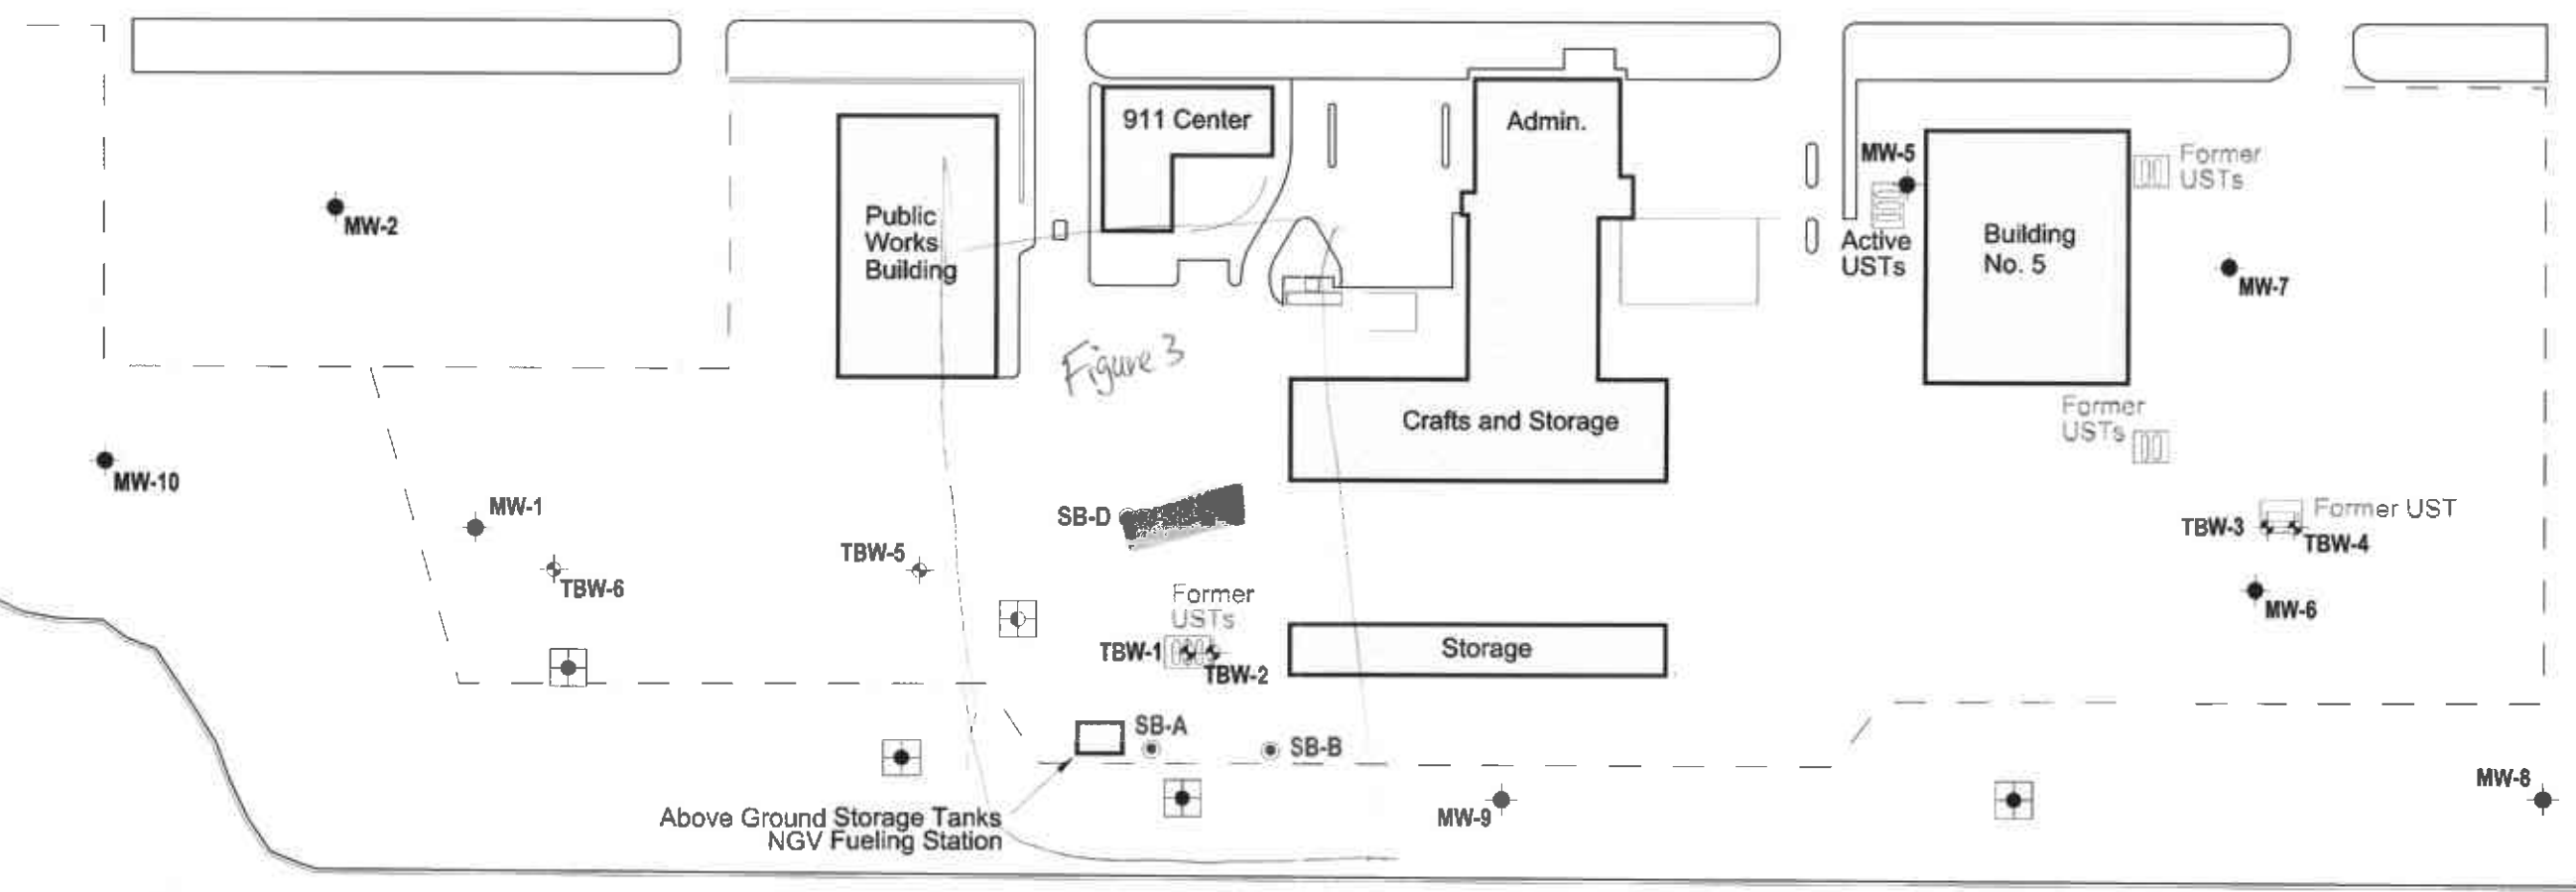 911 Center
Admin.
MW-5
Former
USTs
MW-2
Public
Works
Building
Active
USTs
Building
No. 5
MW-7
Figure 3
Former
USTs
Crafts and Storage
MW-10
MW-1
SB-D
Former UST
TBW-3
TBW-4
TBW-5
TBW-6
Former
USTs
MW-6
TBW-1
TBW-2
Storage
SB-A
SB-B
MW-8
Above Ground Storage Tanks
NGV Fueling Station
MW-9